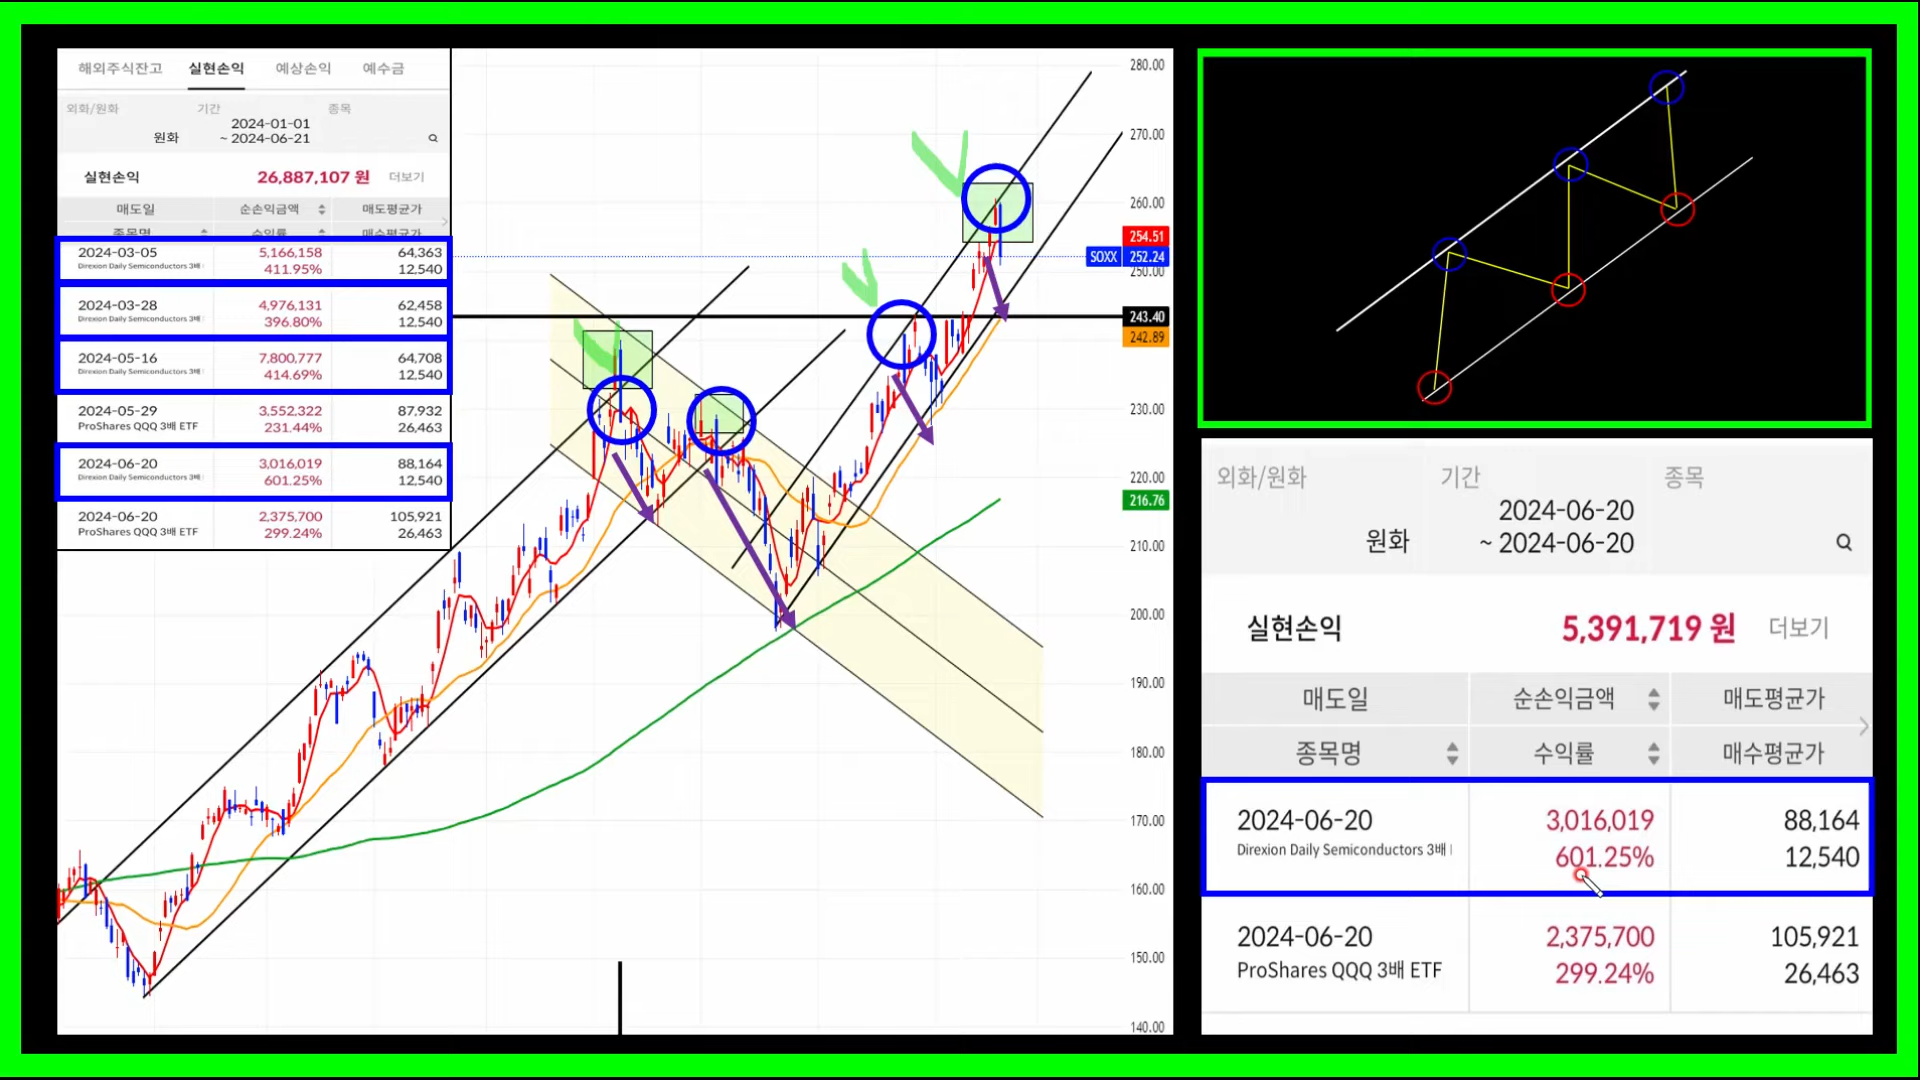 해외주식잔고 실현손익 예상손익 예수금
외화/원화 기간 종목
원화 2024-01-01
~ 2024-06-21
실현손익 26,887,107 원 더보기
매도일 순손익금액 매도평균가
종목명 수익률 매수평균가
2024-03-05 5,166,158 64,363
Direxion Daily Semiconductors 3배 411.95% 12,540
2024-03-28 4,976,131 62,458
Direxion Daily Semiconductors 3배 396.80% 12,540
2024-05-16 7,800,777 64,708
Direxion Daily Semiconductors 3배 414.69% 12,540
2024-05-29 3,552,322 87,932
ProShares QQQ 3배 ETF 231.44% 26,463
2024-06-20 3,016,019 88,164
Direxion Daily Semiconductors 3배 601.25% 12,540
2024-06-20 2,375,700 105,921
ProShares QQQ 3배 ETF 299.24% 26,463
280.00
270.00
260.00
254.51
SOXX 252.24
250.00
243.40
242.89
230.00
220.00
216.76
210.00
200.00
190.00
180.00
170.00
160.00
150.00
140.00
외화/원화 기간 종목
원화 2024-06-20
~ 2024-06-20
실현손익 5,391,719 원 더보기
매도일 순손익금액 매도평균가
종목명 수익률 매수평균가
2024-06-20 3,016,019 88,164
Direxion Daily Semiconductors 3배 601.25% 12,540
2024-06-20 2,375,700 105,921
ProShares QQQ 3배 ETF 299.24% 26,463